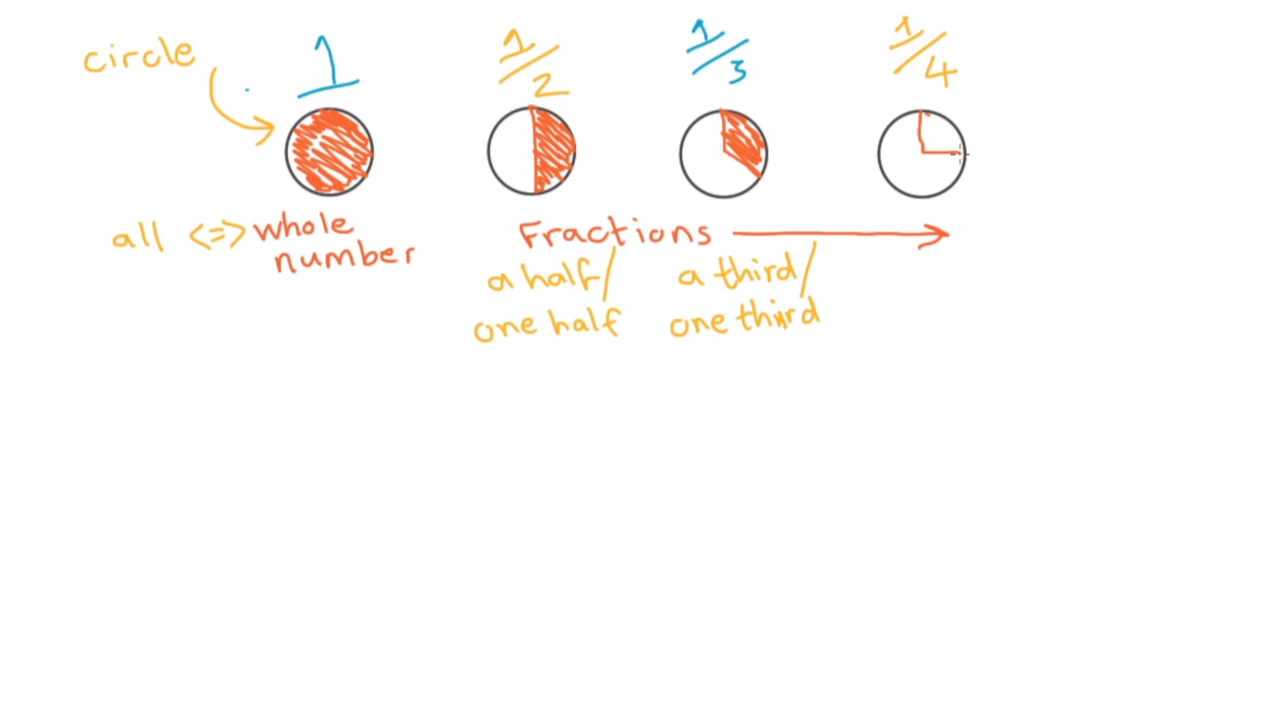 circle
1
1/2
1/3
1/4
all <=> whole
number
Fractions
a half/
one half
a third/
one third